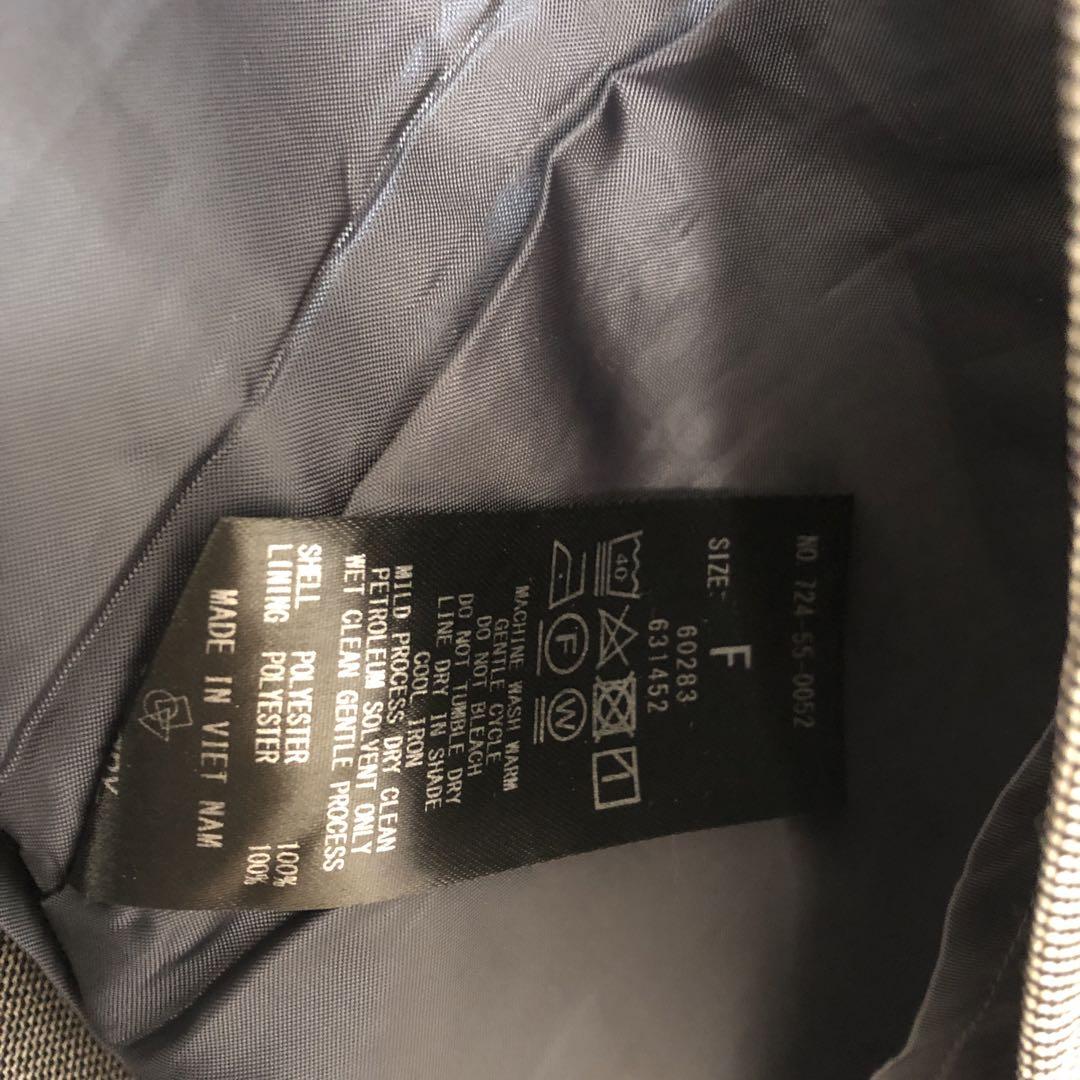 NO. 724-55-0052
SIZE: F
60283
631452
40
F W
MACHINE WASH WARM
GENTLE CYCLE
DO NOT BLEACH
DO NOT TUMBLE DRY
LINE DRY IN SHADE
COOL IRON
MILD PROCESS DRY CLEAN
PETROLEUM SOLVENT ONLY
WET CLEAN GENTLE PROCESS
SHELL POLYESTER 100%
LINING POLYESTER 100%
MADE IN VIET NAM